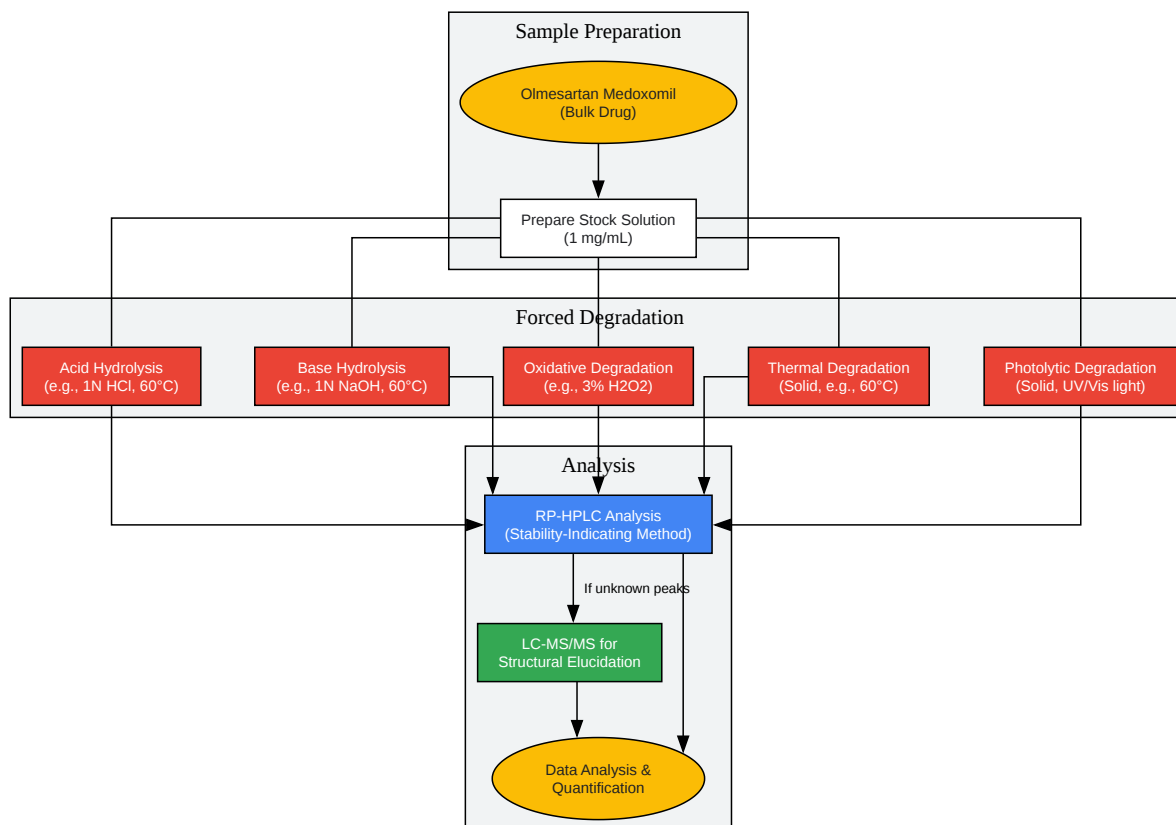 Sample Preparation
Olmesartan Medoxomil
(Bulk Drug)
Prepare Stock Solution
(1 mg/mL)
Forced Degradation
Acid Hydrolysis
(e.g., 1N HCl, 60°C)
Base Hydrolysis
(e.g., 1N NaOH, 60°C)
Oxidative Degradation
(e.g., 3% H2O2)
Thermal Degradation
(Solid, e.g., 60°C)
Photolytic Degradation
(Solid, UV/Vis light)
Analysis
RP-HPLC Analysis
(Stability-Indicating Method)
If unknown peaks
LC-MS/MS for
Structural Elucidation
Data Analysis &
Quantification